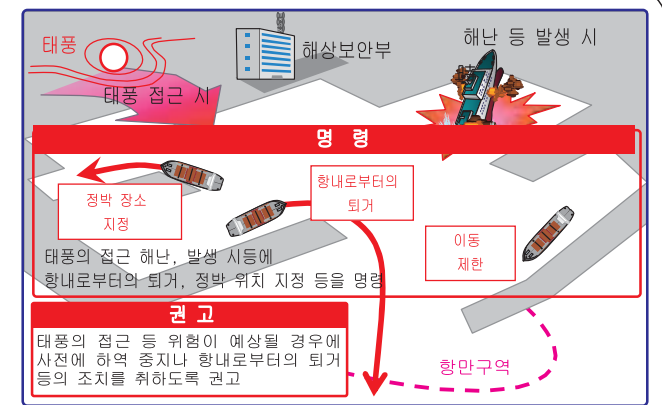 태풍
태풍 접근 시
해상보안부
해난 등 발생 시
명 령
정박 장소
지정
항내로부터의
퇴거
이동
제한
태풍의 접근 해난, 발생 시등에
항내로부터의 퇴거, 정박 위치 지정 등을 명령
권 고
태풍의 접근 등 위험이 예상될 경우에
사전에 하역 중지나 항내로부터의 퇴거
등의 조치를 취하도록 권고
항만구역